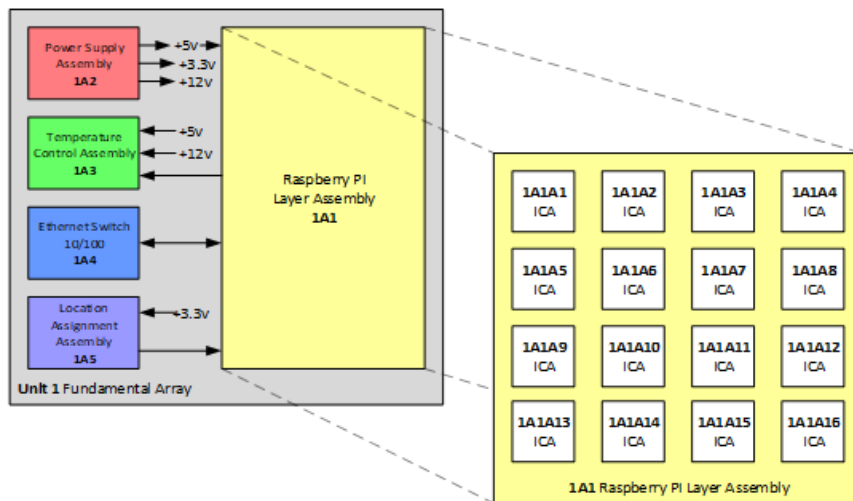 Power Supply
Assembly
1A2
+5v
+3.3v
+12v
Temperature
Control Assembly
1A3
+5v
+12v
Ethernet Switch
10/100
1A4
Location
Assignment
Assembly
1A5
+3.3v
Raspberry PI
Layer Assembly
1A1
Unit 1 Fundamental Array
1A1A1
ICA
1A1A2
ICA
1A1A3
ICA
1A1A4
ICA
1A1A5
ICA
1A1A6
ICA
1A1A7
ICA
1A1A8
ICA
1A1A9
ICA
1A1A10
ICA
1A1A11
ICA
1A1A12
ICA
1A1A13
ICA
1A1A14
ICA
1A1A15
ICA
1A1A16
ICA
1A1 Raspberry PI Layer Assembly